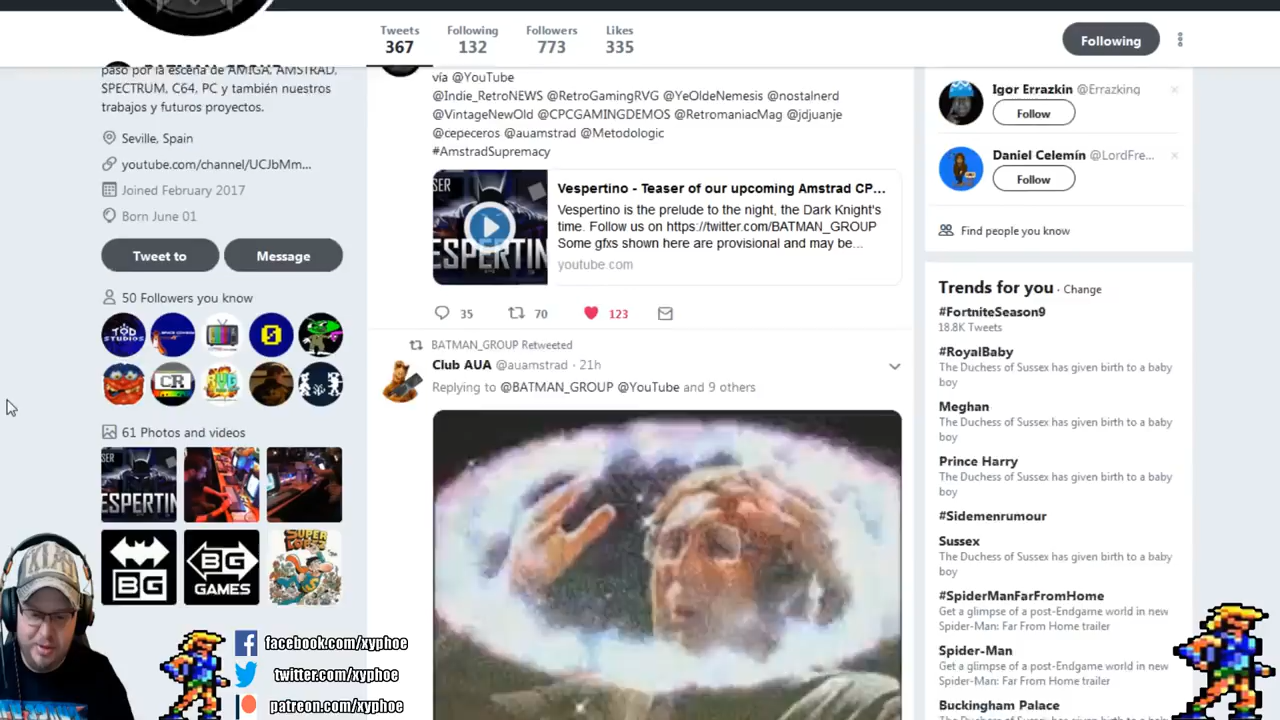 Tweets
367
Following
132
Followers
773
Likes
335
Following
paso por la escena de AMIGA, AMSTRAD,
SPECTRUM, C64, PC y también nuestros
trabajos y futuros proyectos.
Seville, Spain
youtube.com/channel/UCJbMm...
Joined February 2017
Born June 01
Tweet to
Message
50 Followers you know
TOD
STUDIOS
CR
61 Photos and videos
ESPERTIN
BG
BG
GAMES
SUPER
facebook.com/xyphoe
twitter.com/xyphoe
patreon.com/xyphoe
vía @YouTube
@Indie_RetroNEWS @RetroGamingRVG @YeOldeNemesis @nostalnerd
@VintageNewOld @CPCGAMINGDEMOS @RetromaniacMag @jdjuanje
@cepeceros @auamstrad @Metodologic
#AmstradSupremacy
SER
ESPERTIN
Vespertino - Teaser of our upcoming Amstrad CP...
Vespertino is the prelude to the night, the Dark Knight's
time. Follow us on https://twitter.com/BATMAN_GROUP
Some gfxs shown here are provisional and may be...
youtube.com
35
70
123
BATMAN_GROUP Retweeted
Club AUA @auamstrad · 21h
Replying to @BATMAN_GROUP @YouTube and 9 others
Igor Errazkin @Errazking
Follow
Daniel Celemín @LordFre...
Follow
Find people you know
Trends for you · Change
#FortniteSeason9
18.8K Tweets
#RoyalBaby
The Duchess of Sussex has given birth to a baby
boy
Meghan
The Duchess of Sussex has given birth to a baby
boy
Prince Harry
The Duchess of Sussex has given birth to a baby
boy
#Sidemenrumour
Sussex
The Duchess of Sussex has given birth to a baby
boy
#SpiderManFarFromHome
Get a glimpse of a post-Endgame world in new
Spider-Man: Far From Home trailer
Spider-Man
Get a glimpse of a post-Endgame world in new
Spider-Man: Far From Home trailer
Buckingham Palace